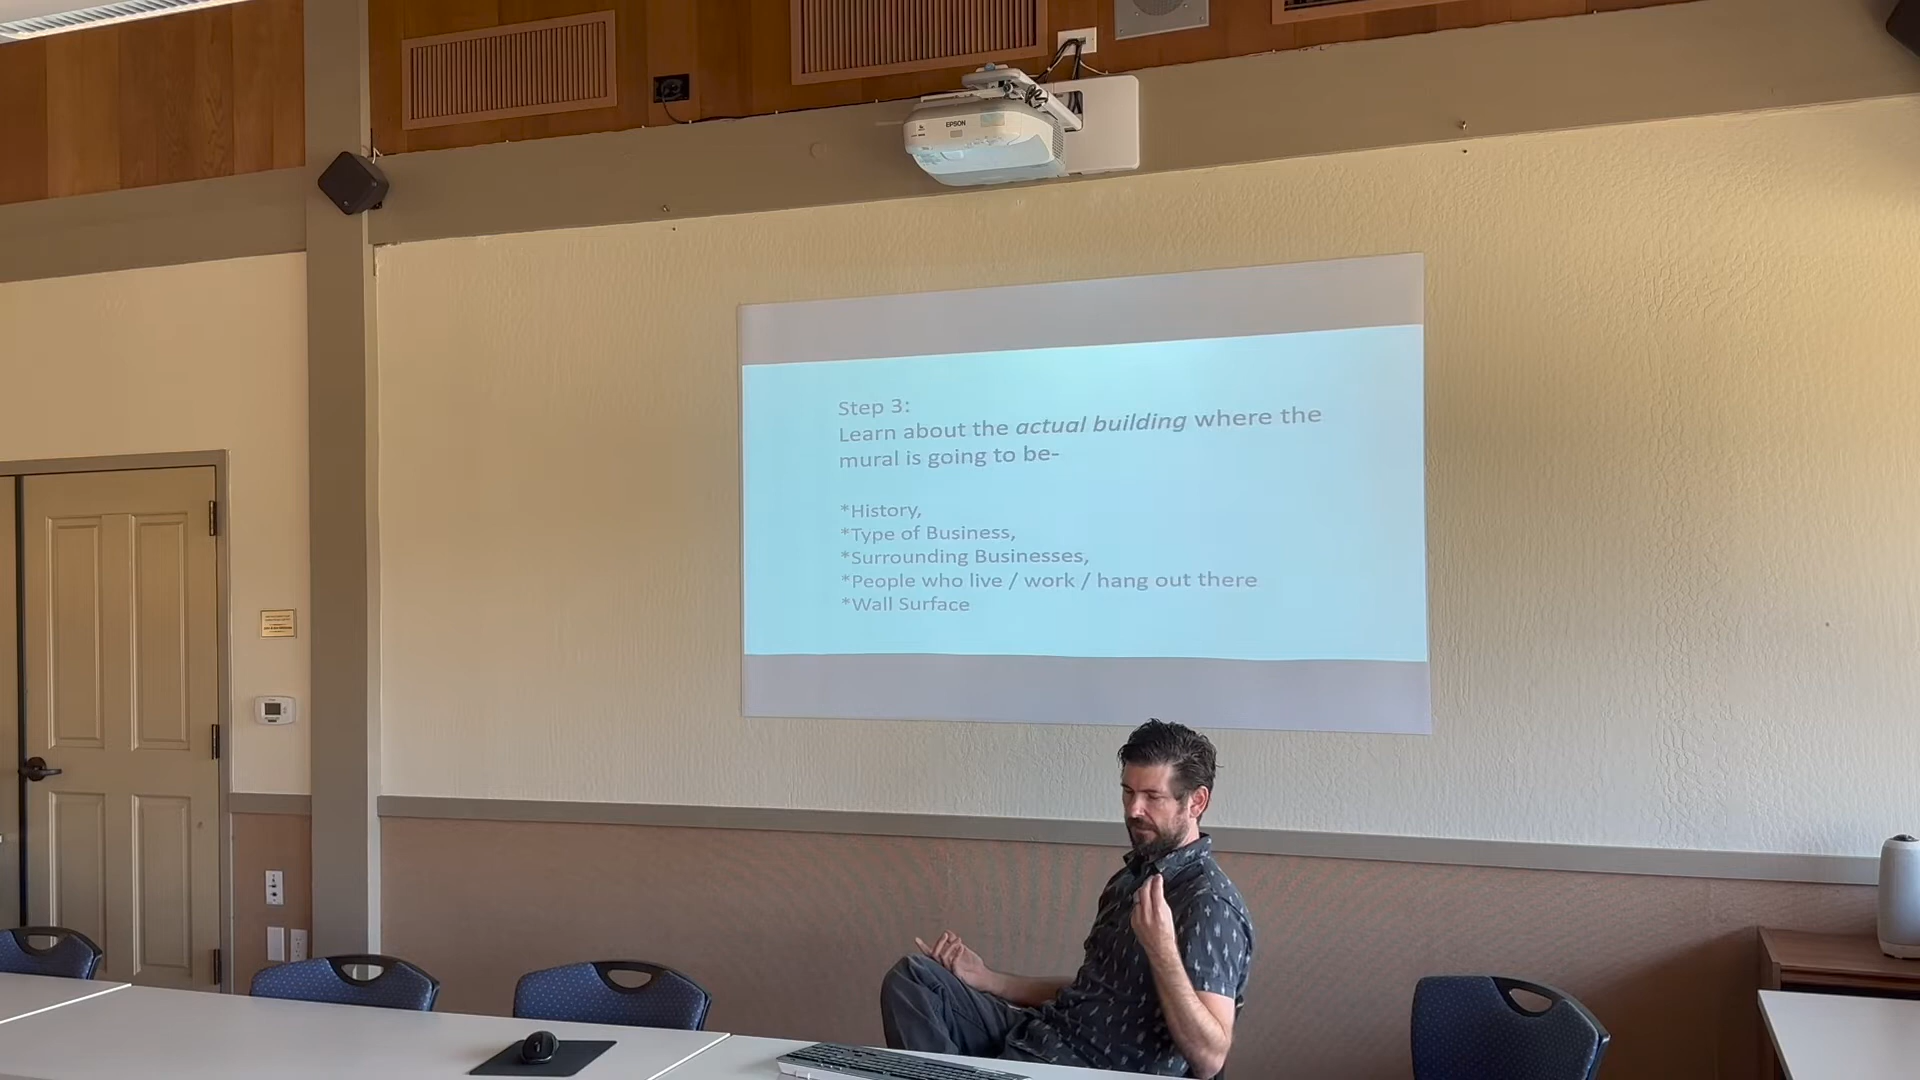 EPSON
Step 3:
Learn about the actual building where the
mural is going to be-
*History,
*Type of Business,
*Surrounding Businesses,
*People who live / work / hang out there
*Wall Surface